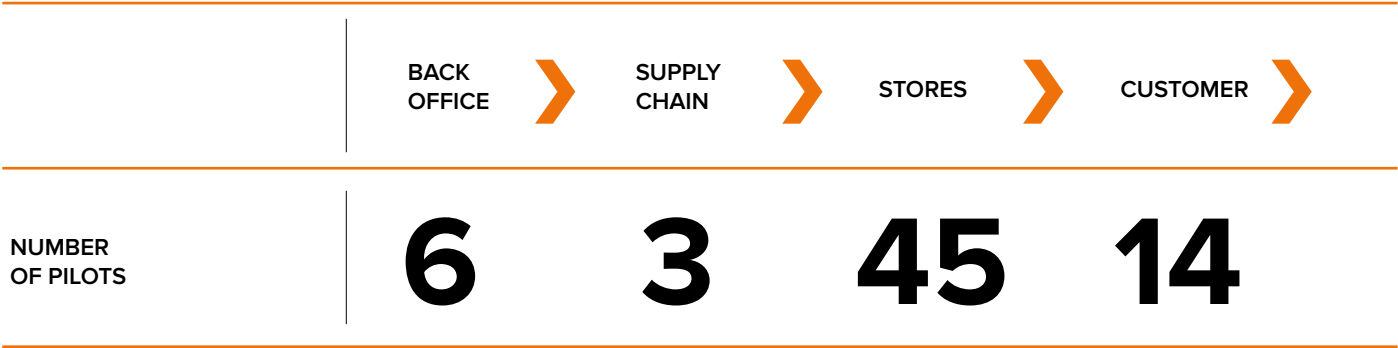 BACK
OFFICE
SUPPLY
CHAIN
STORES
CUSTOMER
NUMBER
OF PILOTS
6
3
45
14